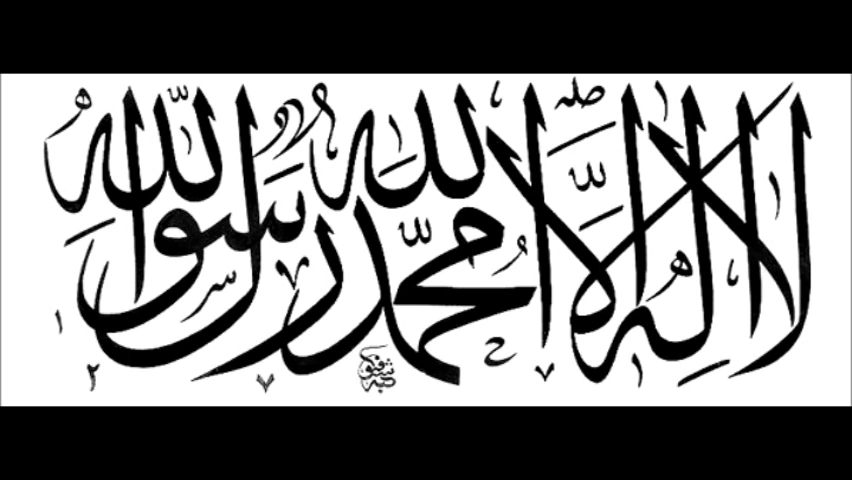 لا إله إلا الله محمد رسول الله